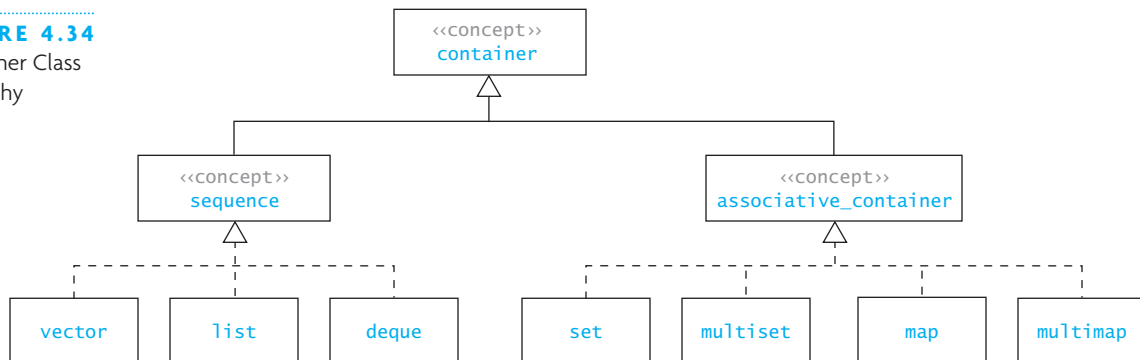 RE 4.34
ner Class
hy
‹‹concept››
container
‹‹concept››
sequence
‹‹concept››
associative_container
vector
list
deque
set
multiset
map
multimap